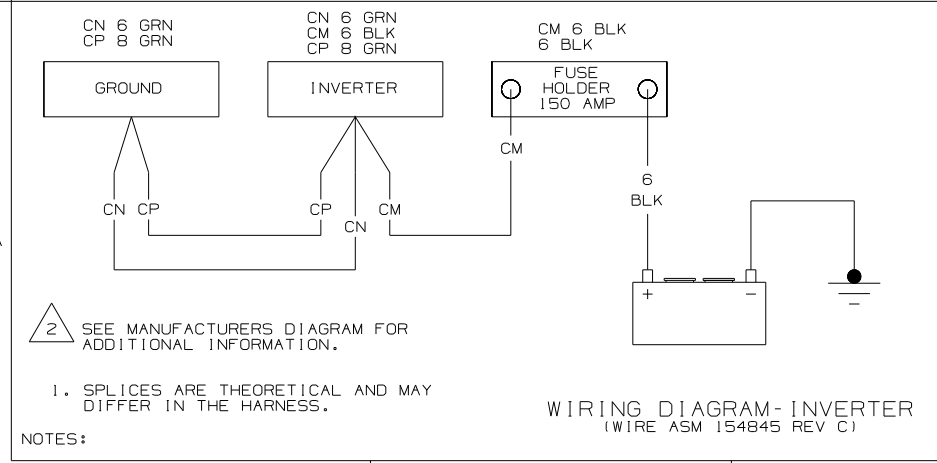 CN 6 GRN
CP 8 GRN
CN 6 GRN
CM 6 BLK
CP 8 GRN
CM 6 BLK
6 BLK
GROUND
INVERTER
FUSE
HOLDER
150 AMP
CM
6
BLK
CN CP
CP CN CM
+ -
2 SEE MANUFACTURERS DIAGRAM FOR
ADDITIONAL INFORMATION.
1. SPLICES ARE THEORETICAL AND MAY
DIFFER IN THE HARNESS.
NOTES:
WIRING DIAGRAM-INVERTER
(WIRE ASM 154845 REV C)